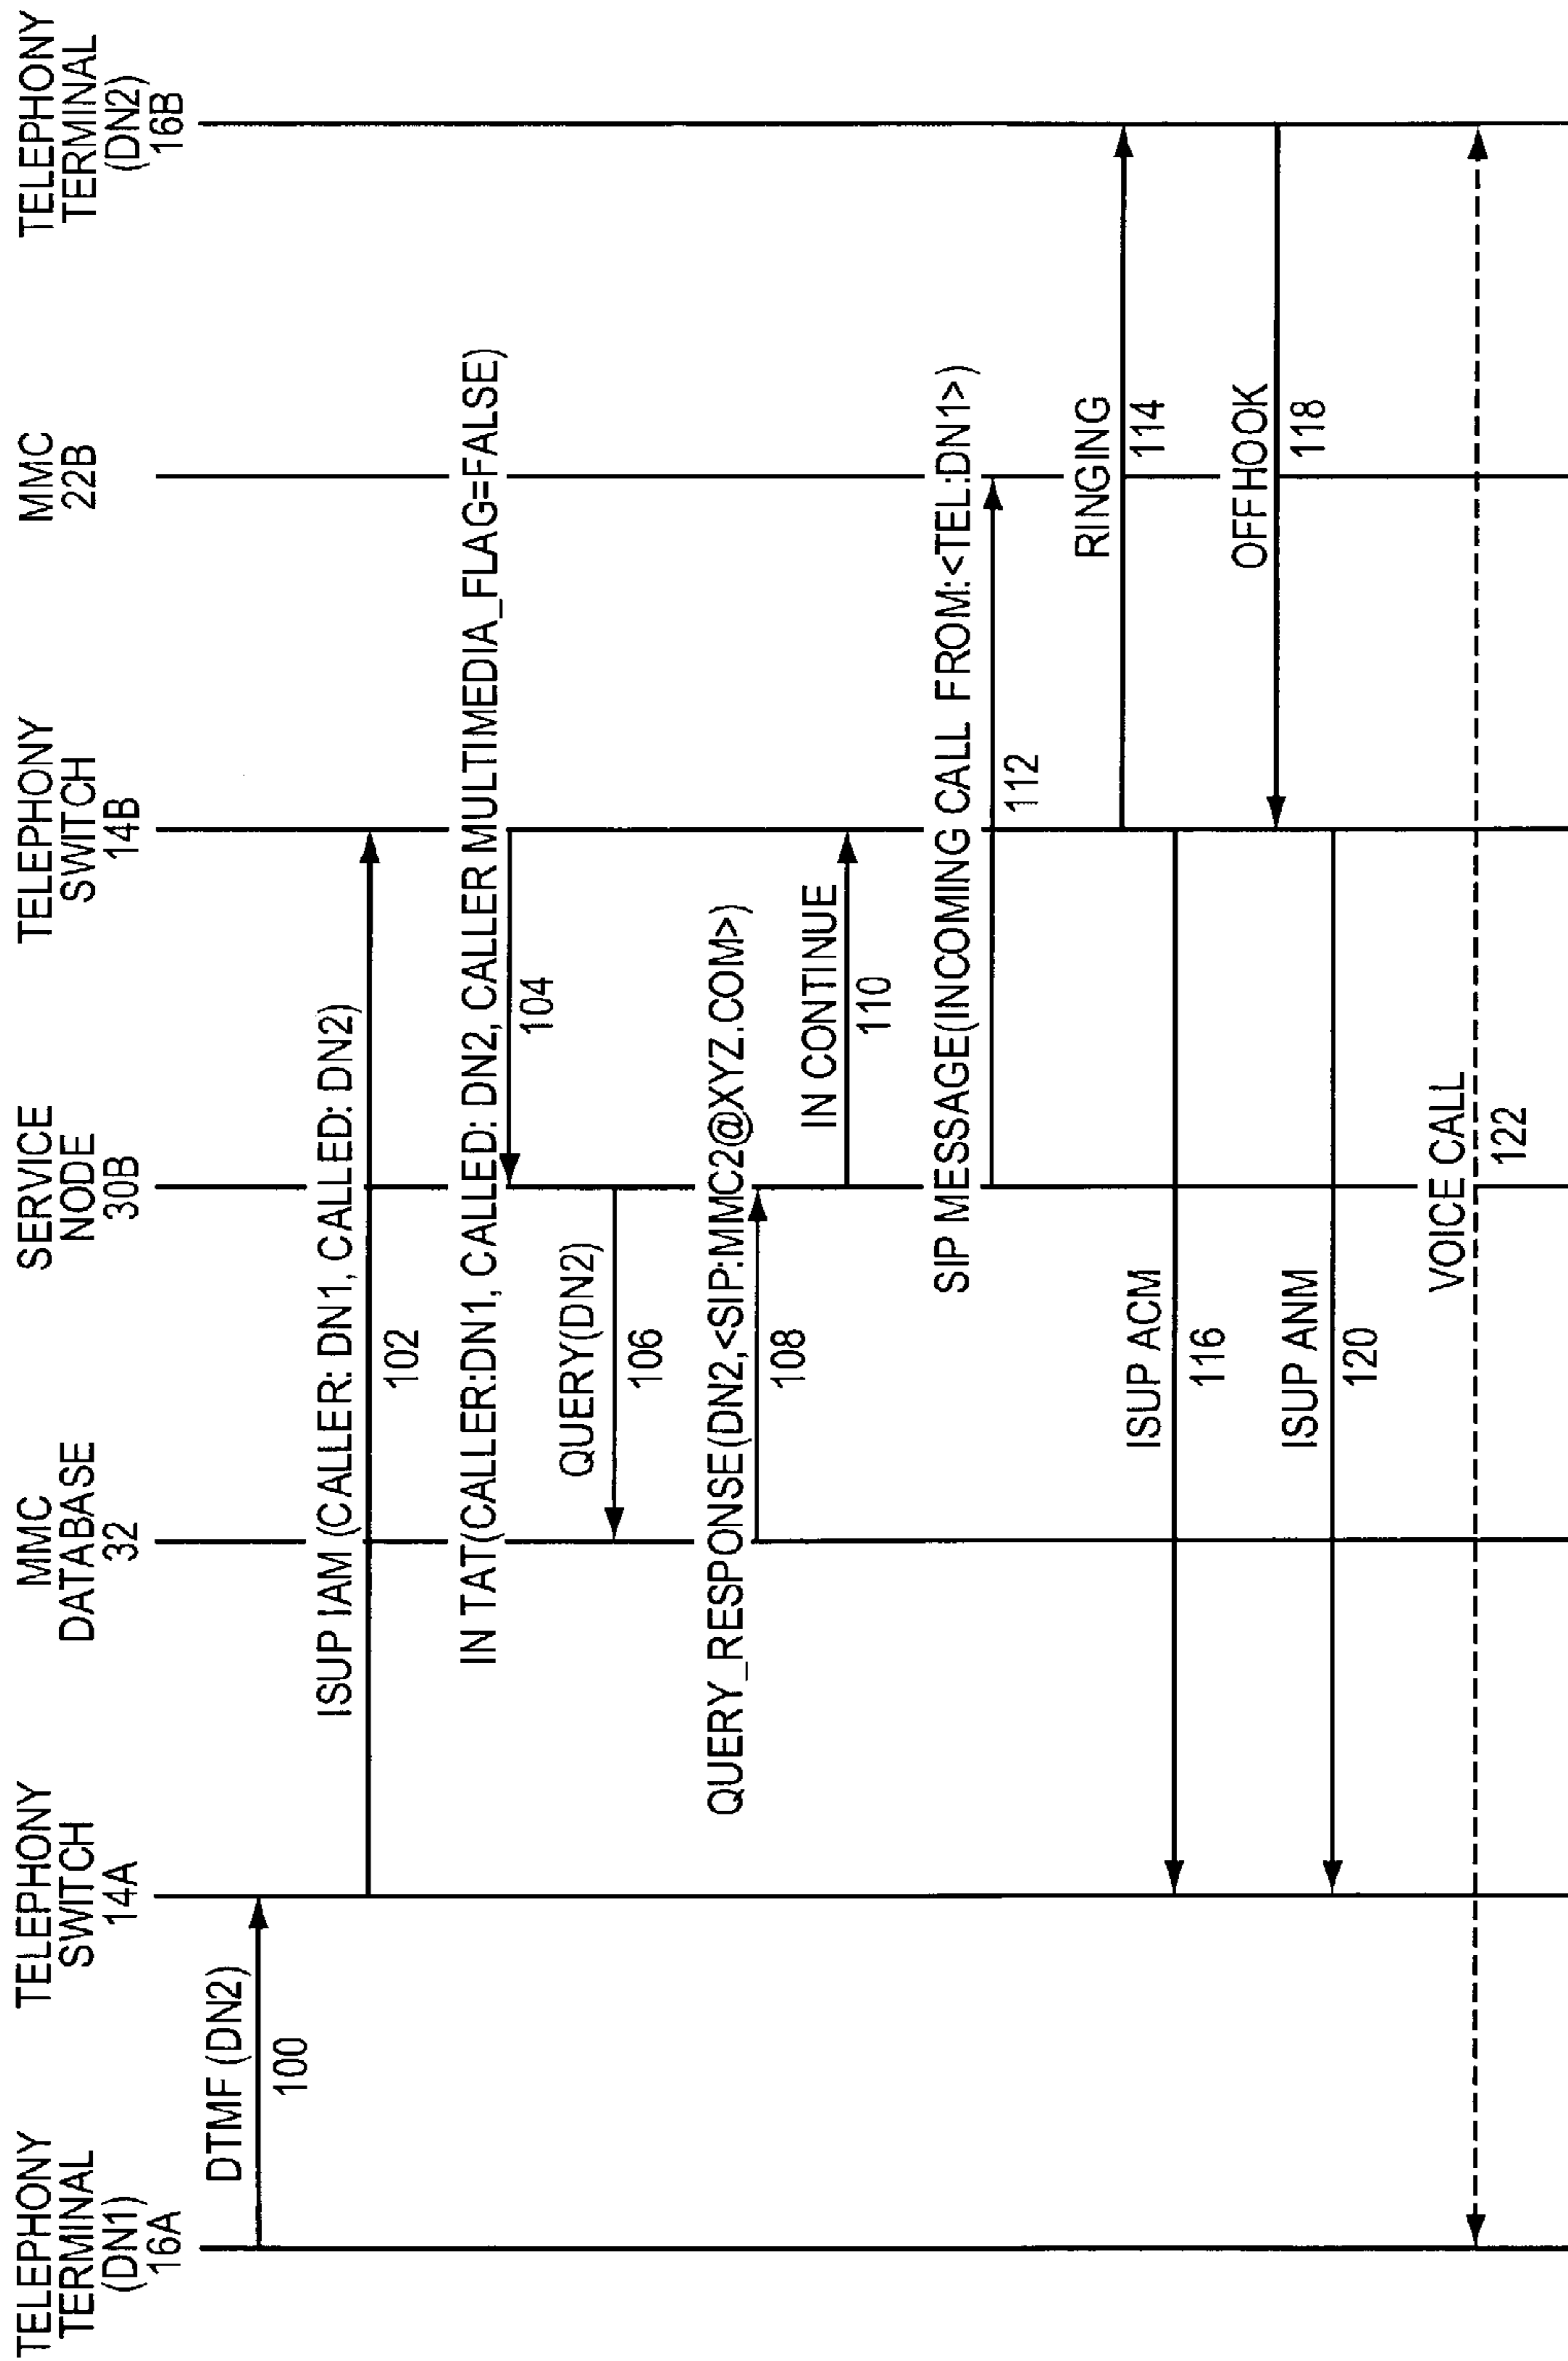 TELEPHONY
TERMINAL
(DN1)
16A
TELEPHONY
SWITCH
14A
MMC
DATABASE
32
SERVICE
NODE
30B
TELEPHONY
SWITCH
14B
MMC
22B
TELEPHONY
TERMINAL
(DN2)
16B
DTMF (DN2)
100
ISUP IAM (CALLER: DN1, CALLED: DN2)
102
IN TAT(CALLER:DN1, CALLED: DN2, CALLER MULTIMEDIA_FLAG=FALSE)
104
QUERY(DN2)
106
QUERY_RESPONSE(DN2,<SIP:MMC2@XYZ.COM>)
108
IN CONTINUE
110
SIP MESSAGE(INCOMING CALL FROM:<TEL:DN1>)
112
RINGING
114
ISUP ACM
116
OFFHOOK
118
ISUP ANM
120
VOICE CALL
122